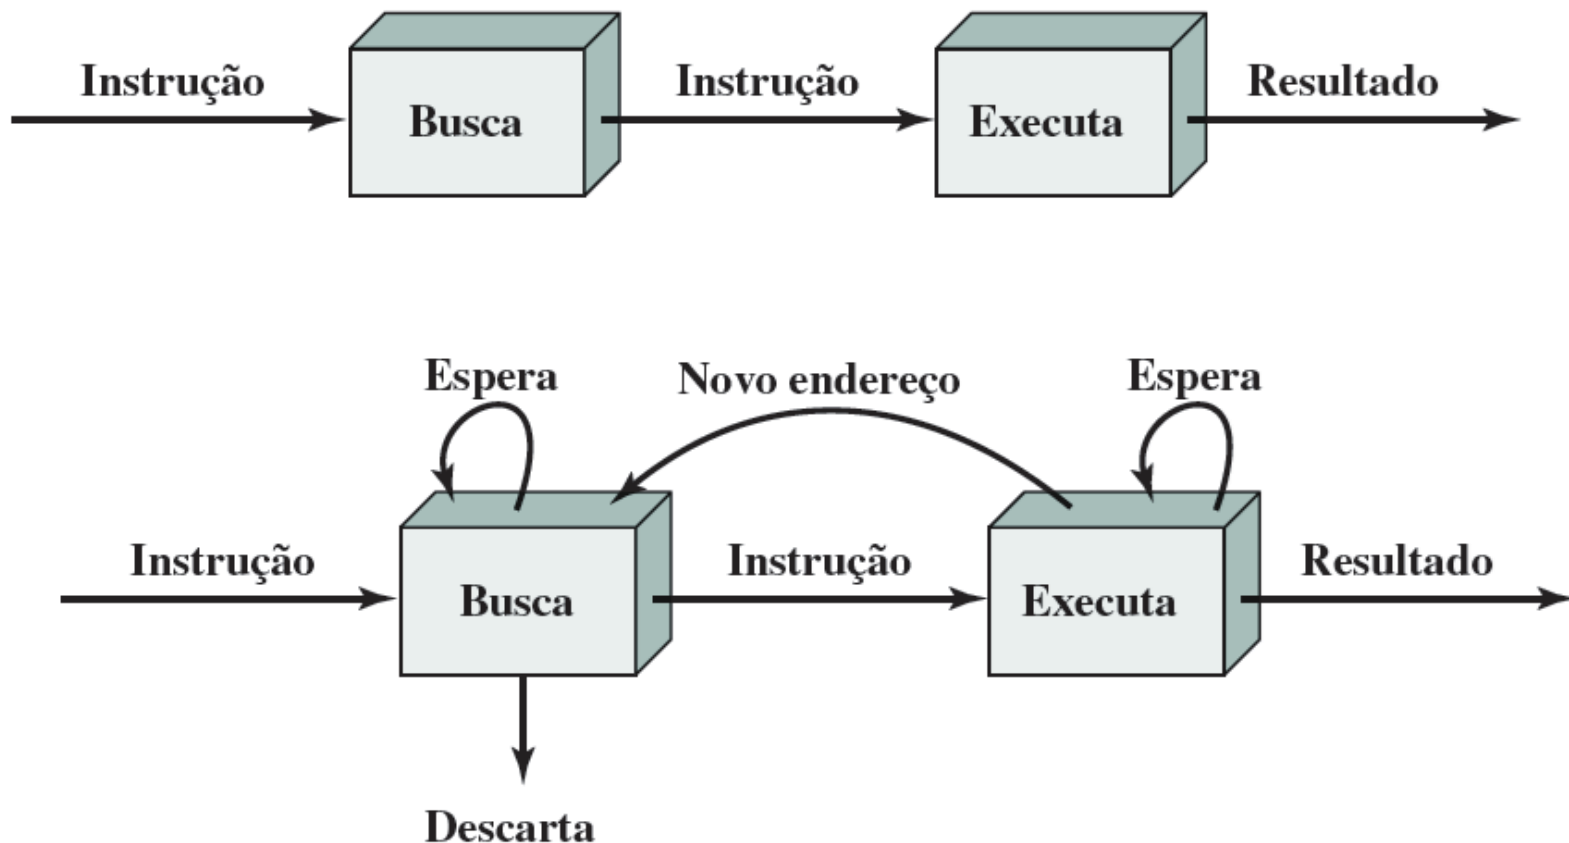 Instrução
Busca
Instrução
Executa
Resultado
Espera
Novo endereço
Espera
Instrução
Busca
Instrução
Executa
Resultado
Descarta